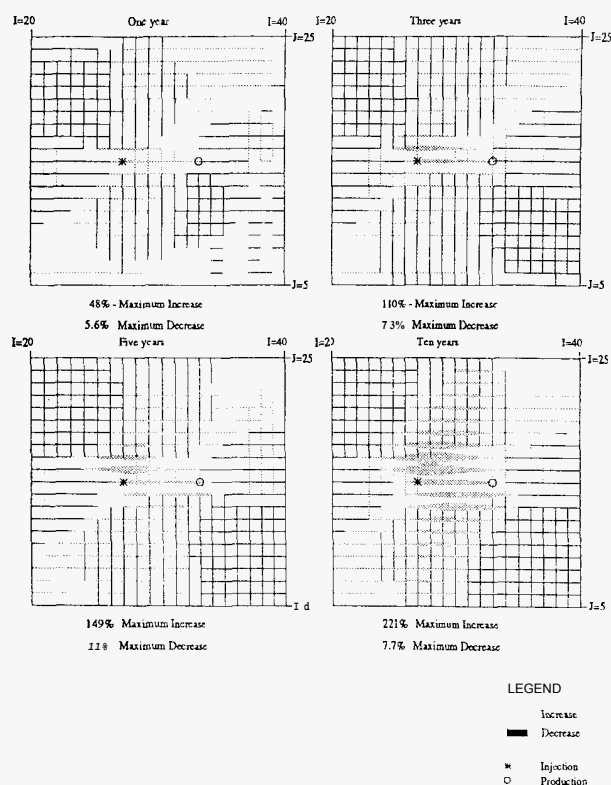 I=20 One year I=40 I=20 Three years I=40
J=25 J=25
J=5 J=5
48% - Maximum Increase 110% - Maximum Increase
5.6% Maximum Decrease 7.3% Maximum Decrease
I=20 Five years I=40 I=20 Ten years I=40
J=25 J=25
I d J=5
149% Maximum Increase 221% Maximum Increase
11% Maximum Decrease 7.7% Maximum Decrease
LEGEND
Increase
Decrease
Injection
Production